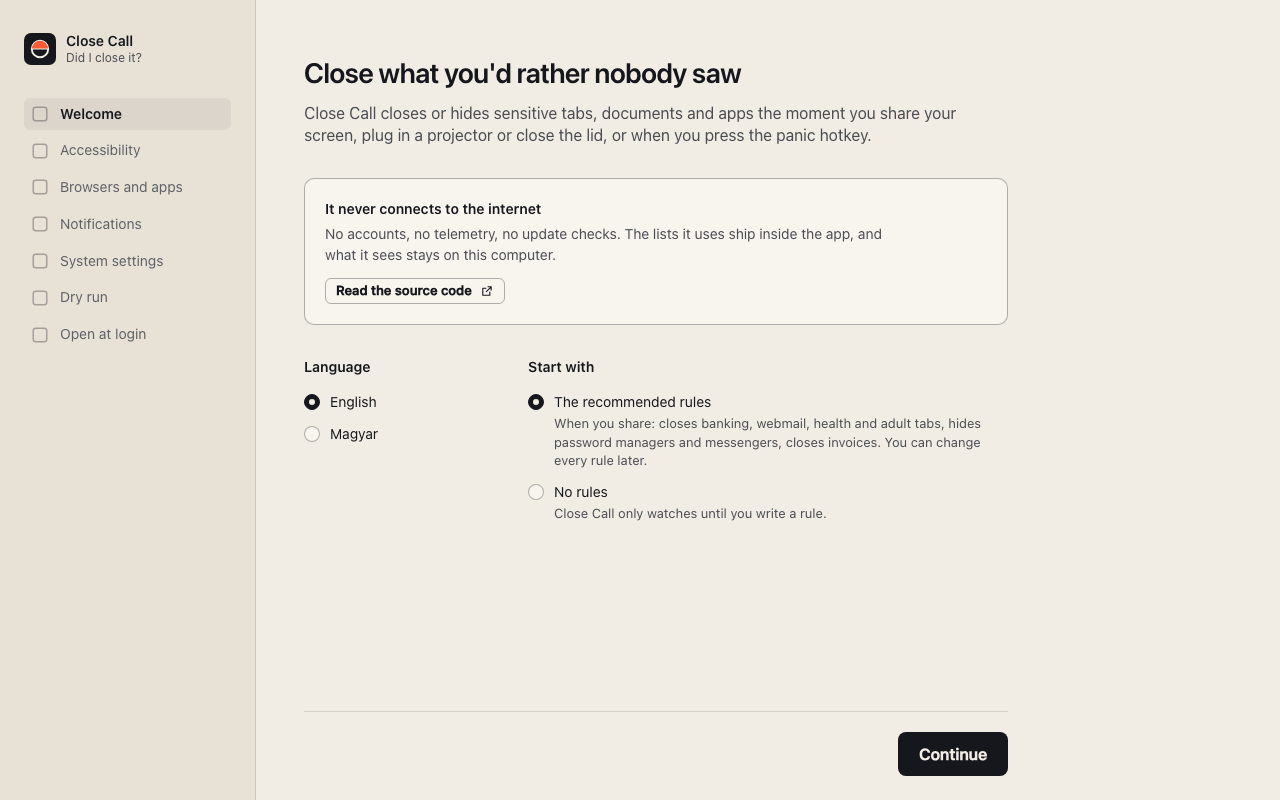 Close Call
Did I close it?
Welcome
Accessibility
Browsers and apps
Notifications
System settings
Dry run
Open at login
Close what you'd rather nobody saw
Close Call closes or hides sensitive tabs, documents and apps the moment you share your
screen, plug in a projector or close the lid, or when you press the panic hotkey.
It never connects to the internet
No accounts, no telemetry, no update checks. The lists it uses ship inside the app, and
what it sees stays on this computer.
Read the source code
Language
English
Magyar
Start with
The recommended rules
When you share: closes banking, webmail, health and adult tabs, hides
password managers and messengers, closes invoices. You can change
every rule later.
No rules
Close Call only watches until you write a rule.
Continue